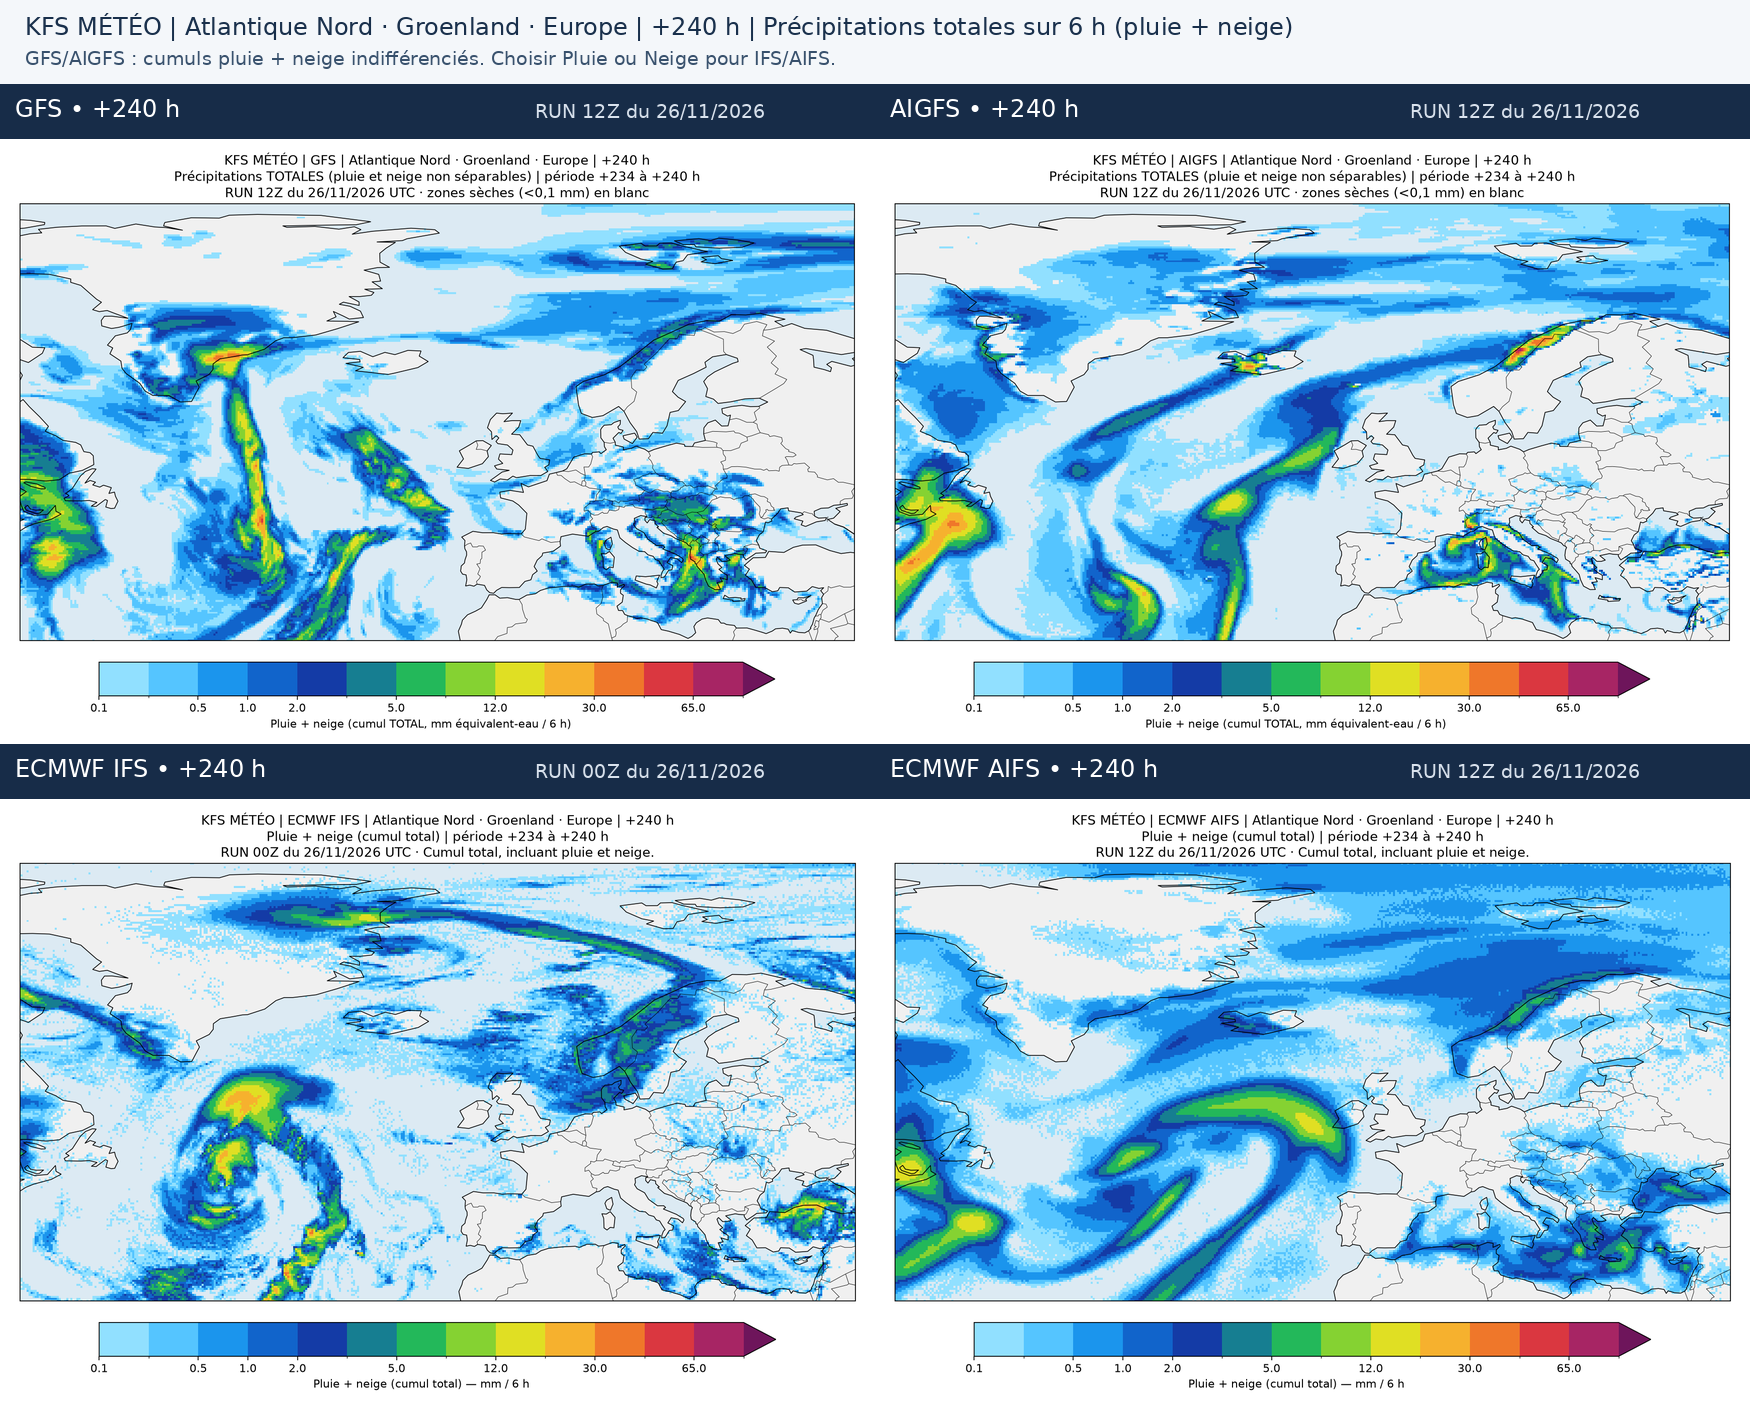 KFS MÉTÉO | Atlantique Nord · Groenland · Europe | +240 h | Précipitations totales sur 6 h (pluie + neige)
GFS/AIGFS : cumuls pluie + neige indifférenciés. Choisir Pluie ou Neige pour IFS/AIFS.
GFS • +240 h
RUN 12Z du 26/11/2026
AIGFS • +240 h
RUN 12Z du 26/11/2026
KFS MÉTÉO | GFS | Atlantique Nord · Groenland · Europe | +240 h
Précipitations TOTALES (pluie et neige non séparables) | période +234 à +240 h
RUN 12Z du 26/11/2026 UTC · zones sèches (<0,1 mm) en blanc
KFS MÉTÉO | AIGFS | Atlantique Nord · Groenland · Europe | +240 h
Précipitations TOTALES (pluie et neige non séparables) | période +234 à +240 h
RUN 12Z du 26/11/2026 UTC · zones sèches (<0,1 mm) en blanc
0.1 0.5 1.0 2.0 5.0 12.0 30.0 65.0
Pluie + neige (cumul TOTAL, mm équivalent-eau / 6 h)
0.1 0.5 1.0 2.0 5.0 12.0 30.0 65.0
Pluie + neige (cumul TOTAL, mm équivalent-eau / 6 h)
ECMWF IFS • +240 h
RUN 00Z du 26/11/2026
ECMWF AIFS • +240 h
RUN 12Z du 26/11/2026
KFS MÉTÉO | ECMWF IFS | Atlantique Nord · Groenland · Europe | +240 h
Pluie + neige (cumul total) | période +234 à +240 h
RUN 00Z du 26/11/2026 UTC · Cumul total, incluant pluie et neige.
KFS MÉTÉO | ECMWF AIFS | Atlantique Nord · Groenland · Europe | +240 h
Pluie + neige (cumul total) | période +234 à +240 h
RUN 12Z du 26/11/2026 UTC · Cumul total, incluant pluie et neige.
0.1 0.5 1.0 2.0 5.0 12.0 30.0 65.0
Pluie + neige (cumul total) — mm / 6 h
0.1 0.5 1.0 2.0 5.0 12.0 30.0 65.0
Pluie + neige (cumul total) — mm / 6 h